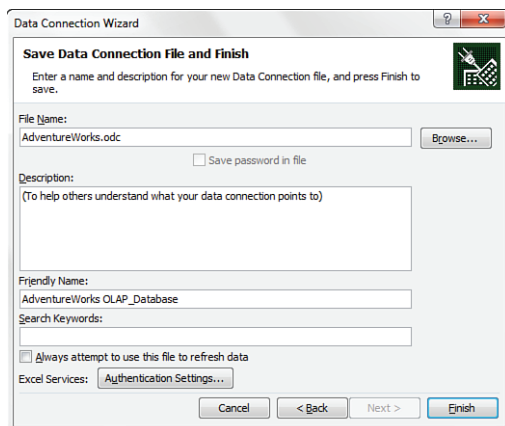 Data Connection Wizard
Save Data Connection File and Finish
Enter a name and description for your new Data Connection file, and press Finish to
save.
File Name:
AdventureWorks.odc
Browse...
Save password in file
Description:
(To help others understand what your data connection points to)
Friendly Name:
AdventureWorks OLAP_Database
Search Keywords:
Always attempt to use this file to refresh data
Excel Services: Authentication Settings...
Cancel < Back Next > Finish